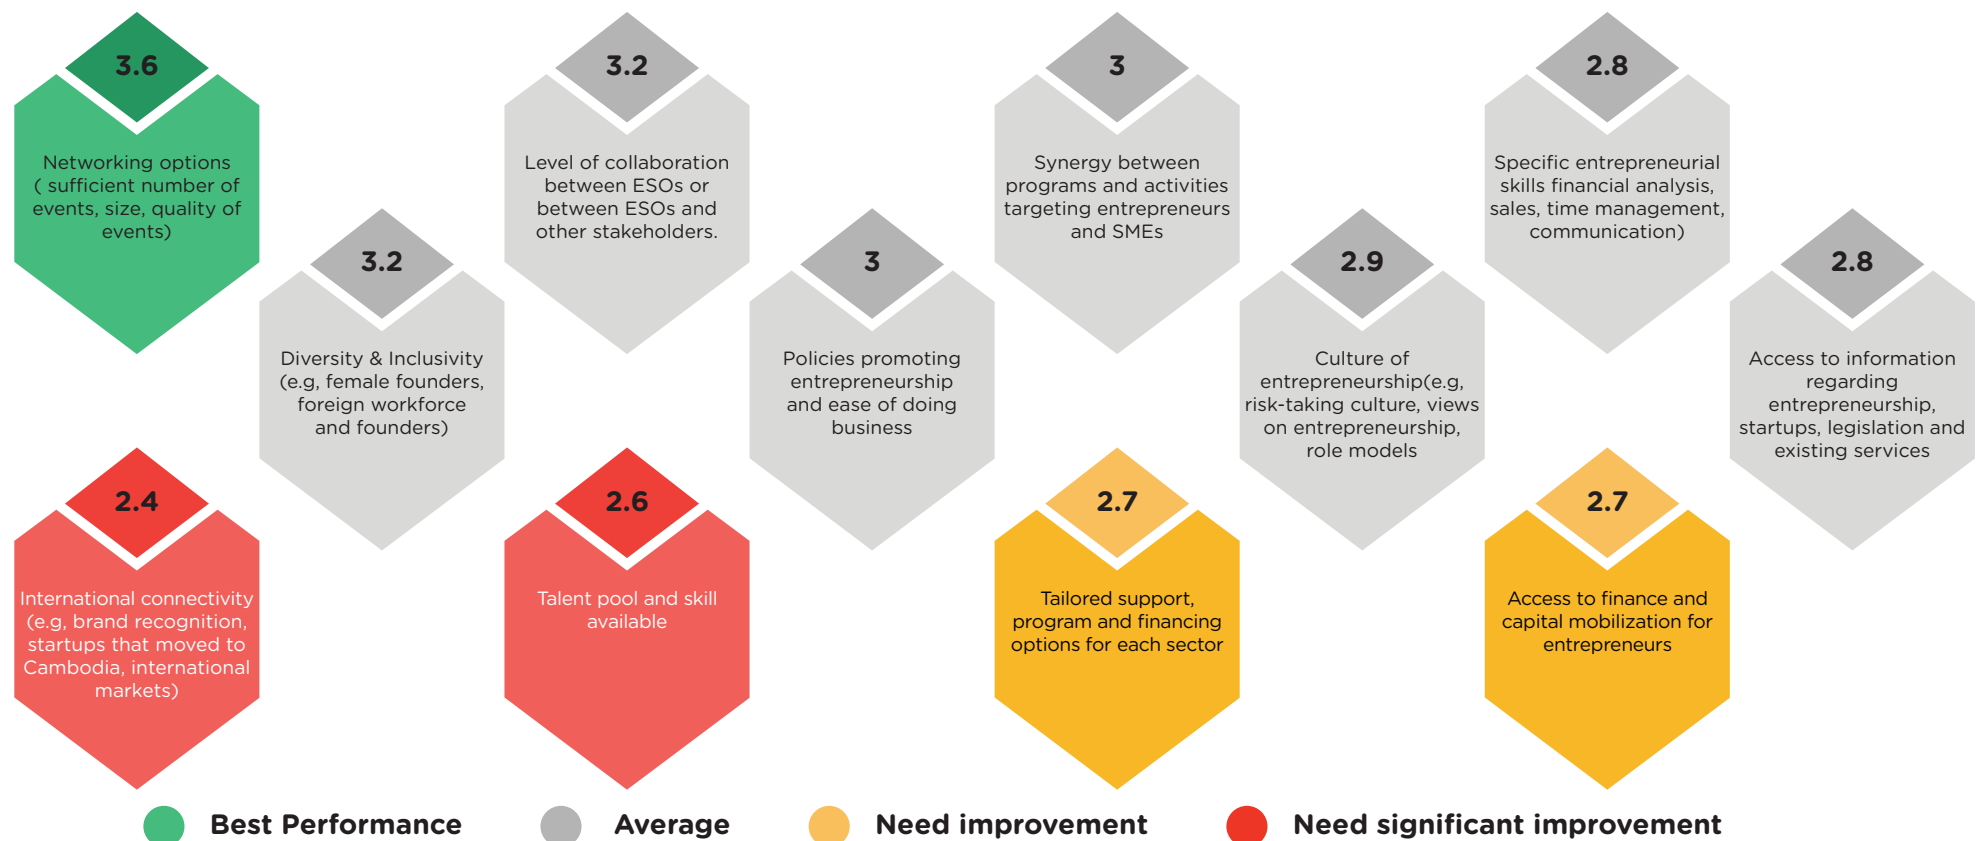 3.6
Networking options
( sufficient number of
events, size, quality of
events)
3.2
Diversity & Inclusivity
(e.g, female founders,
foreign workforce
and founders)
3.2
Level of collaboration
between ESOs or
between ESOs and
other stakeholders.
3
Policies promoting
entrepreneurship
and ease of doing
business
3
Synergy between
programs and activities
targeting entrepreneurs
and SMEs
2.9
Culture of
entrepreneurship(e.g,
risk-taking culture, views
on entrepreneurship,
role models
2.8
Specific entrepreneurial
skills financial analysis,
sales, time management,
communication)
2.8
Access to information
regarding
entrepreneurship,
startups, legislation and
existing services
2.4
International connectivity
(e.g, brand recognition,
startups that moved to
Cambodia, international
markets)
2.6
Talent pool and skill
available
2.7
Tailored support,
program and financing
options for each sector
2.7
Access to finance and
capital mobilization for
entrepreneurs
Best Performance
Average
Need improvement
Need significant improvement